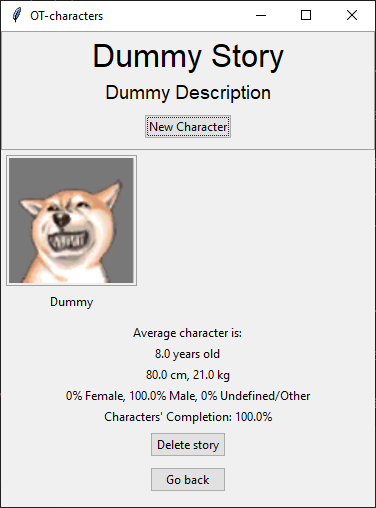 OT-characters
Dummy Story
Dummy Description
New Character
Dummy
Average character is:
8.0 years old
80.0 cm, 21.0 kg
0% Female, 100.0% Male, 0% Undefined/Other
Characters' Completion: 100.0%
Delete story
Go back